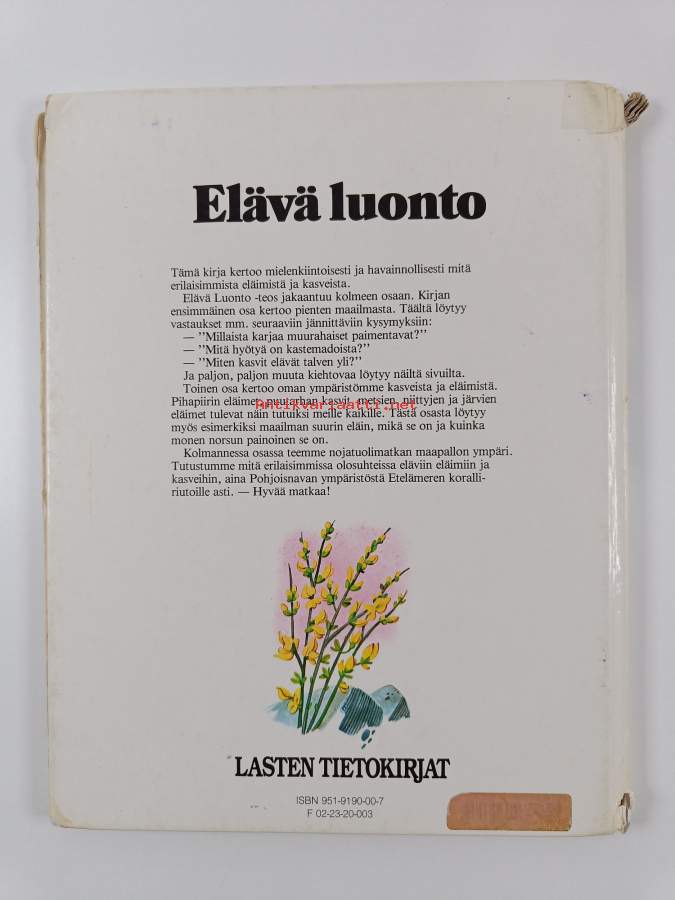 Elävä luonto
Tämä kirja kertoo mielenkiintoisesti ja havainnollisesti mitä
erilaisimmista eläimistä ja kasveista.
Elävä Luonto -teos jakaantuu kolmeen osaan. Kirjan
ensimmäinen osa kertoo pienten maailmasta. Täältä löytyy
vastaukset mm. seuraaviin jännittäviin kysymyksiin:
— "Millaista karjaa muurahaiset paimentavat?"
— "Mitä hyötyä on kastemadoista?"
— "Miten kasvit elävät talven yli?"
Ja paljon, paljon muuta kiehtovaa löytyy näiltä sivuilta.
Toinen osa kertoo oman ympäristömme kasveista ja eläimistä.
Pihapiirin eläimet, puutarhan kasvit, metsien, niittyjen ja järvien
Antikvariaatti.net
eläimet tulevat näin tutuiksi meille kaikille. Tästä osasta löytyy
myös esimerkiksi maailman suurin eläin, mikä se on ja kuinka
monen norsun painoinen se on.
Kolmannessa osassa teemme nojatuolimatkan maapallon ympäri.
Tutustumme mitä erilaisimmissa olosuhteissa eläviin eläimiin ja
kasveihin, aina Pohjoisnavan ympäristöstä Etelämeren koralli-
riutoille asti. — Hyvää matkaa!
LASTEN TIETOKIRJAT
ISBN 951-9190-00-7
F 02-23-20-003